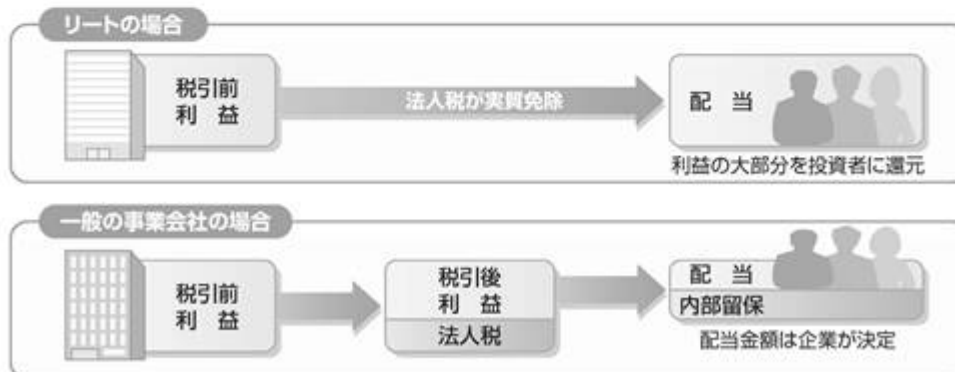 リートの場合
税引前
利　益
法人税が実質免除
配　当
利益の大部分を投資者に還元
一般の事業会社の場合
税引前
利　益
税引後
利　益
法人税
配　当
内部留保
配当金額は企業が決定